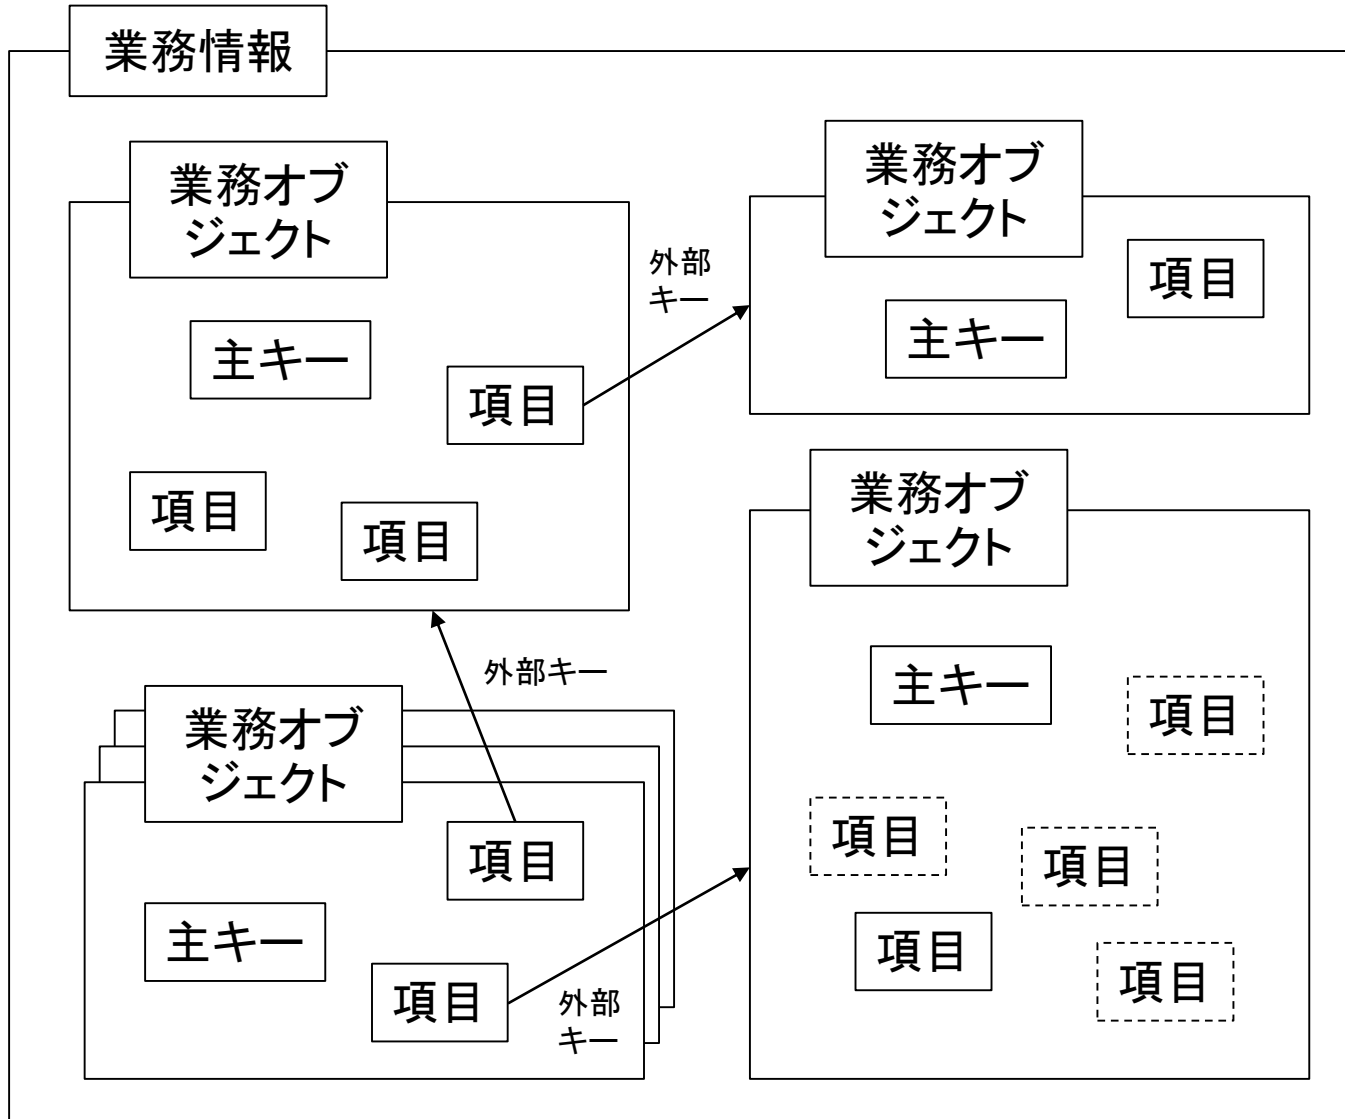 業務情報
業務オブ
ジェクト
主キー
項目
項目
項目
外部
キー
業務オブ
ジェクト
項目
主キー
外部キー
業務オブ
ジェクト
項目
主キー
項目
外部
キー
業務オブ
ジェクト
主キー
項目
項目
項目
項目
項目